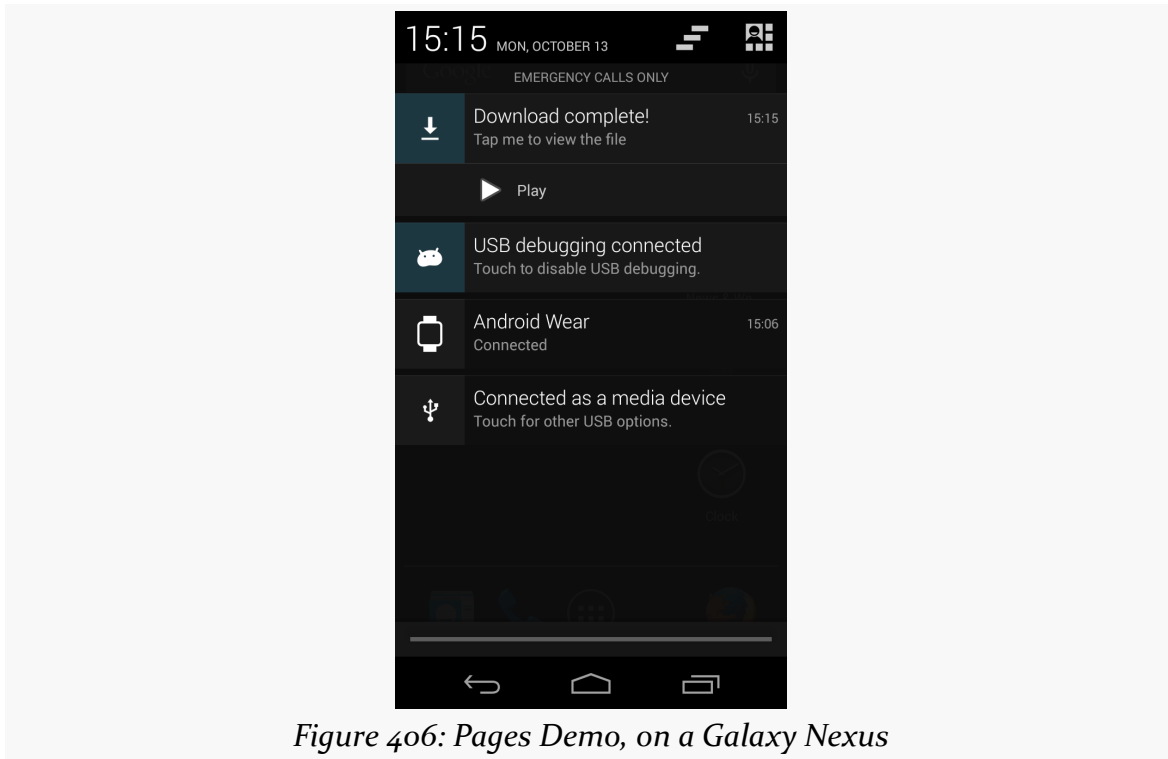 15:15 MON, OCTOBER 13
EMERGENCY CALLS ONLY
Download complete! 15:15
Tap me to view the file
Play
USB debugging connected
Touch to disable USB debugging.
Android Wear 15:06
Connected
Connected as a media device
Touch for other USB options.
Clock
Figure 406: Pages Demo, on a Galaxy Nexus